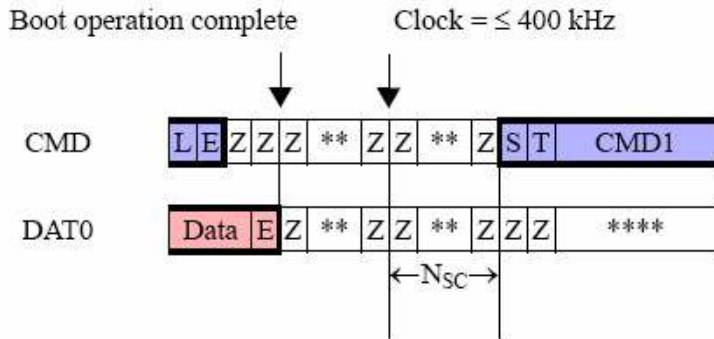 Boot operation complete Clock = ≤ 400 kHz
CMD L E Z Z Z ** Z Z ** Z S T CMD1
DAT0 Data E Z ** Z Z ** Z Z Z ****
←NSC→